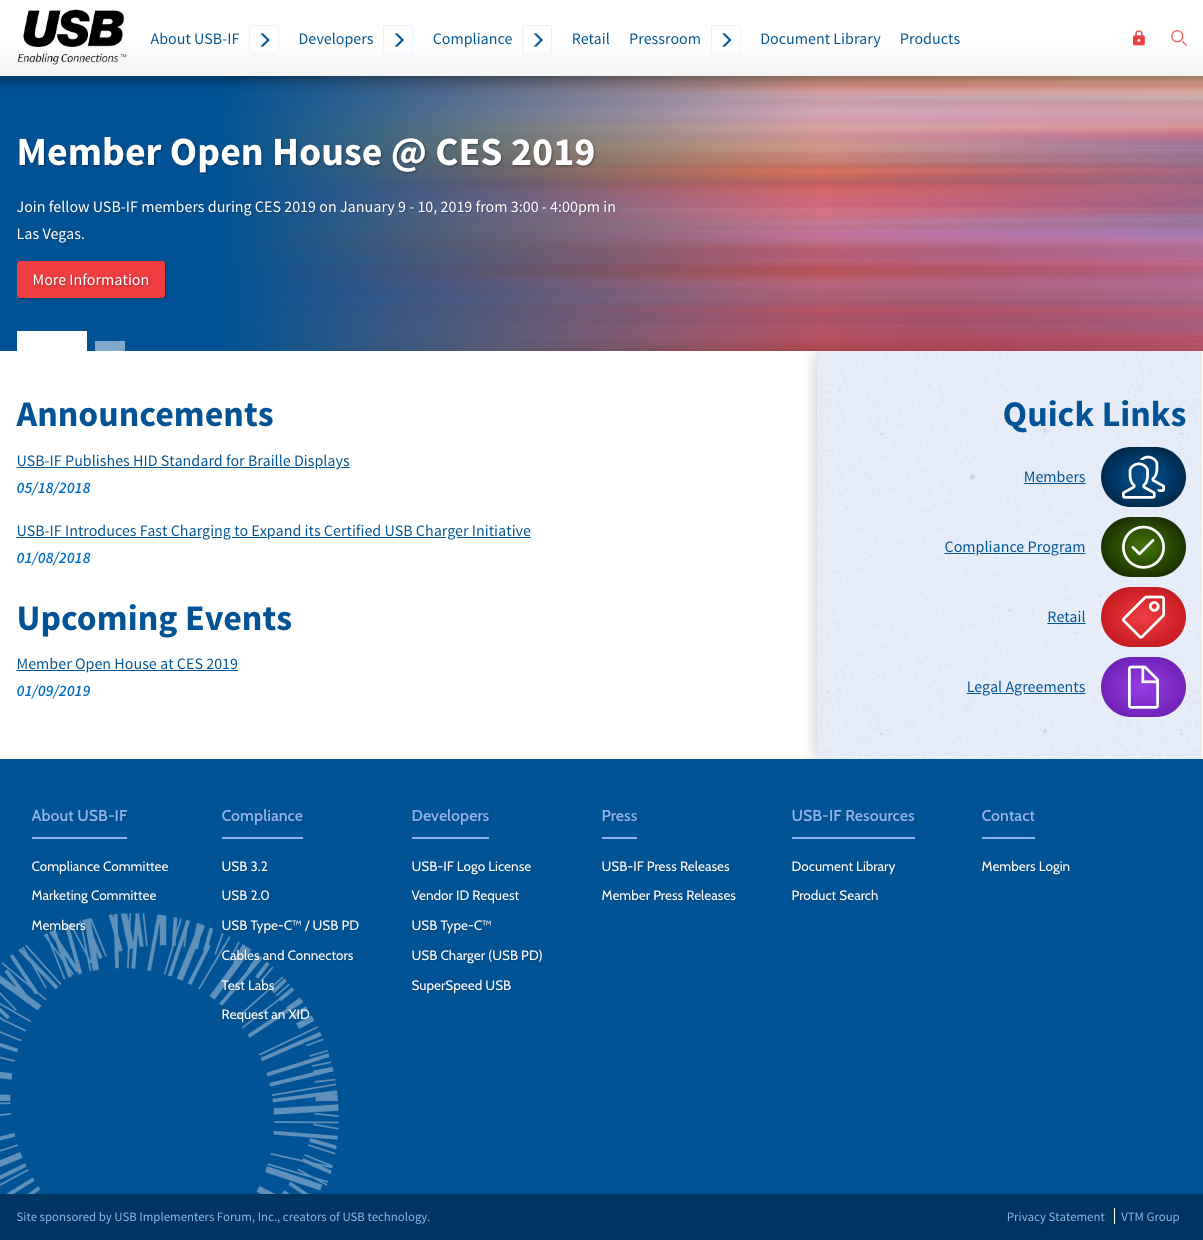 USB
Enabling Connections™
About USB-IF
Developers
Compliance
Retail
Pressroom
Document Library
Products
Member Open House @ CES 2019
Join fellow USB-IF members during CES 2019 on January 9 - 10, 2019 from 3:00 - 4:00pm in
Las Vegas.
More Information
Announcements
USB-IF Publishes HID Standard for Braille Displays
05/18/2018
USB-IF Introduces Fast Charging to Expand its Certified USB Charger Initiative
01/08/2018
Upcoming Events
Member Open House at CES 2019
01/09/2019
Quick Links
Members
Compliance Program
Retail
Legal Agreements
About USB-IF
Compliance Committee
Marketing Committee
Members
Compliance
USB 3.2
USB 2.0
USB Type-C™ / USB PD
Cables and Connectors
Test Labs
Request an XID
Developers
USB-IF Logo License
Vendor ID Request
USB Type-C™
USB Charger (USB PD)
SuperSpeed USB
Press
USB-IF Press Releases
Member Press Releases
USB-IF Resources
Document Library
Product Search
Contact
Members Login
Site sponsored by USB Implementers Forum, Inc., creators of USB technology.
Privacy Statement
VTM Group